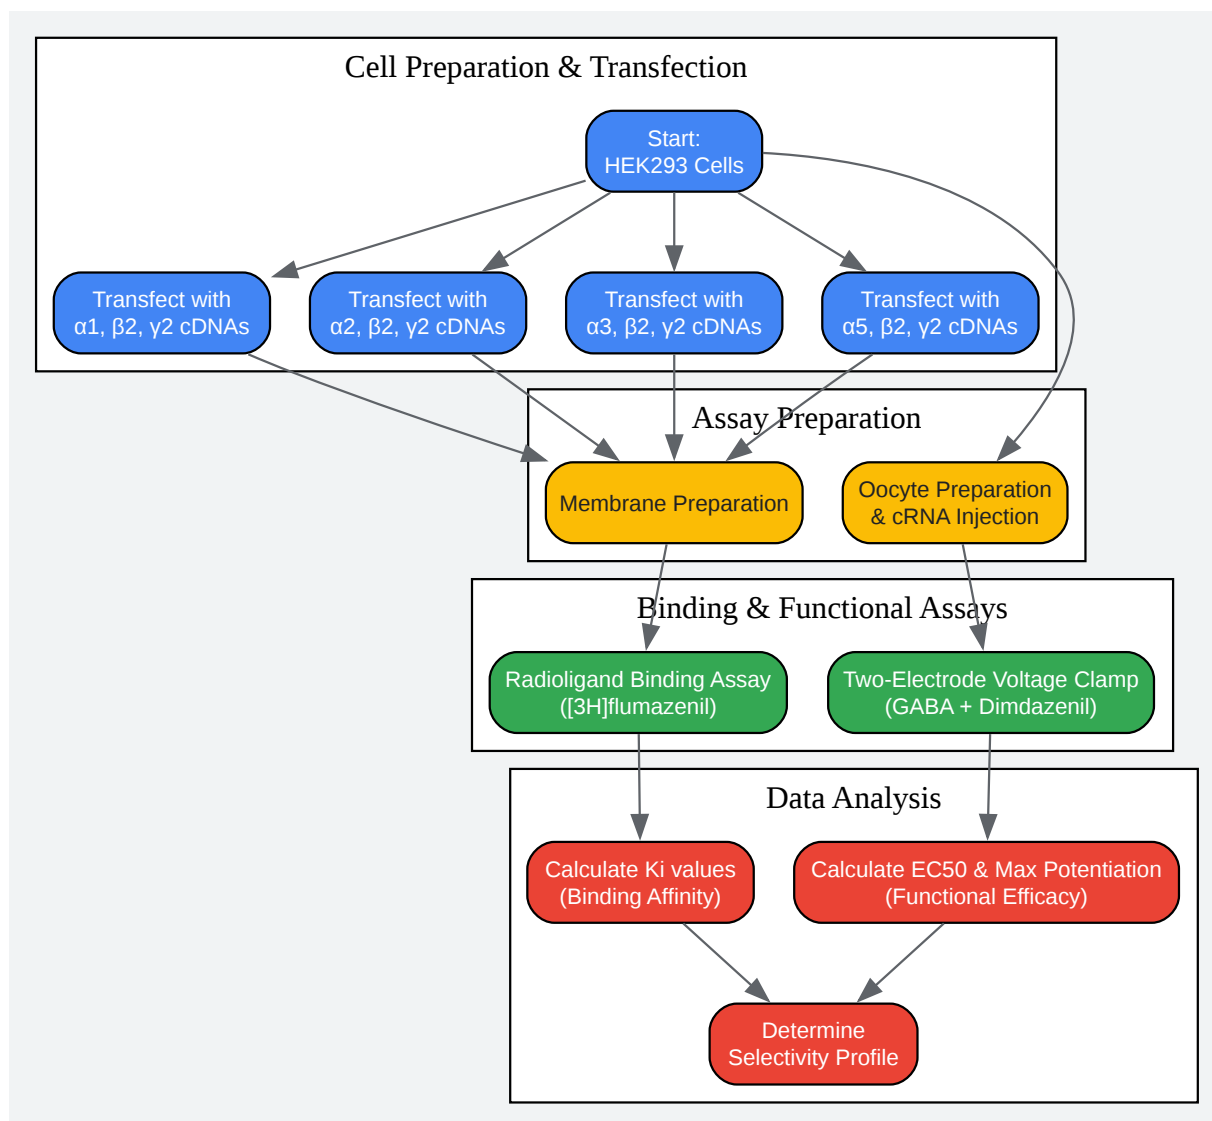 Cell Preparation & Transfection
Start:
HEK293 Cells
Transfect with
α1, β2, γ2 cDNAs
Transfect with
α2, β2, γ2 cDNAs
Transfect with
α3, β2, γ2 cDNAs
Transfect with
α5, β2, γ2 cDNAs
Assay Preparation
Membrane Preparation
Oocyte Preparation
& cRNA Injection
Binding & Functional Assays
Radioligand Binding Assay
([3H]flumazenil)
Two-Electrode Voltage Clamp
(GABA + Dimdazenil)
Data Analysis
Calculate Ki values
(Binding Affinity)
Calculate EC50 & Max Potentiation
(Functional Efficacy)
Determine
Selectivity Profile